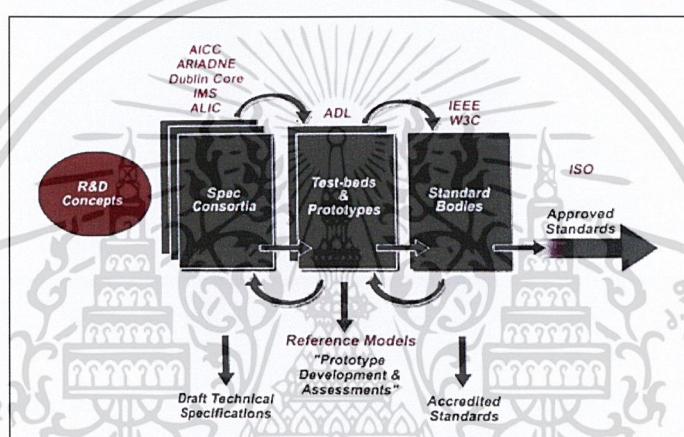 AICC
ARIADNE
Dublin Core
IMS
ALIC
ADL
IEEE
W3C
ISO
R&D
Concepts
Spec
Consortia
Test-beds
&
Prototypes
Standard
Bodies
Approved
Standards
Reference Models
"Prototype
Development &
Assessments"
Draft Technical
Specifications
Accredited
Standards